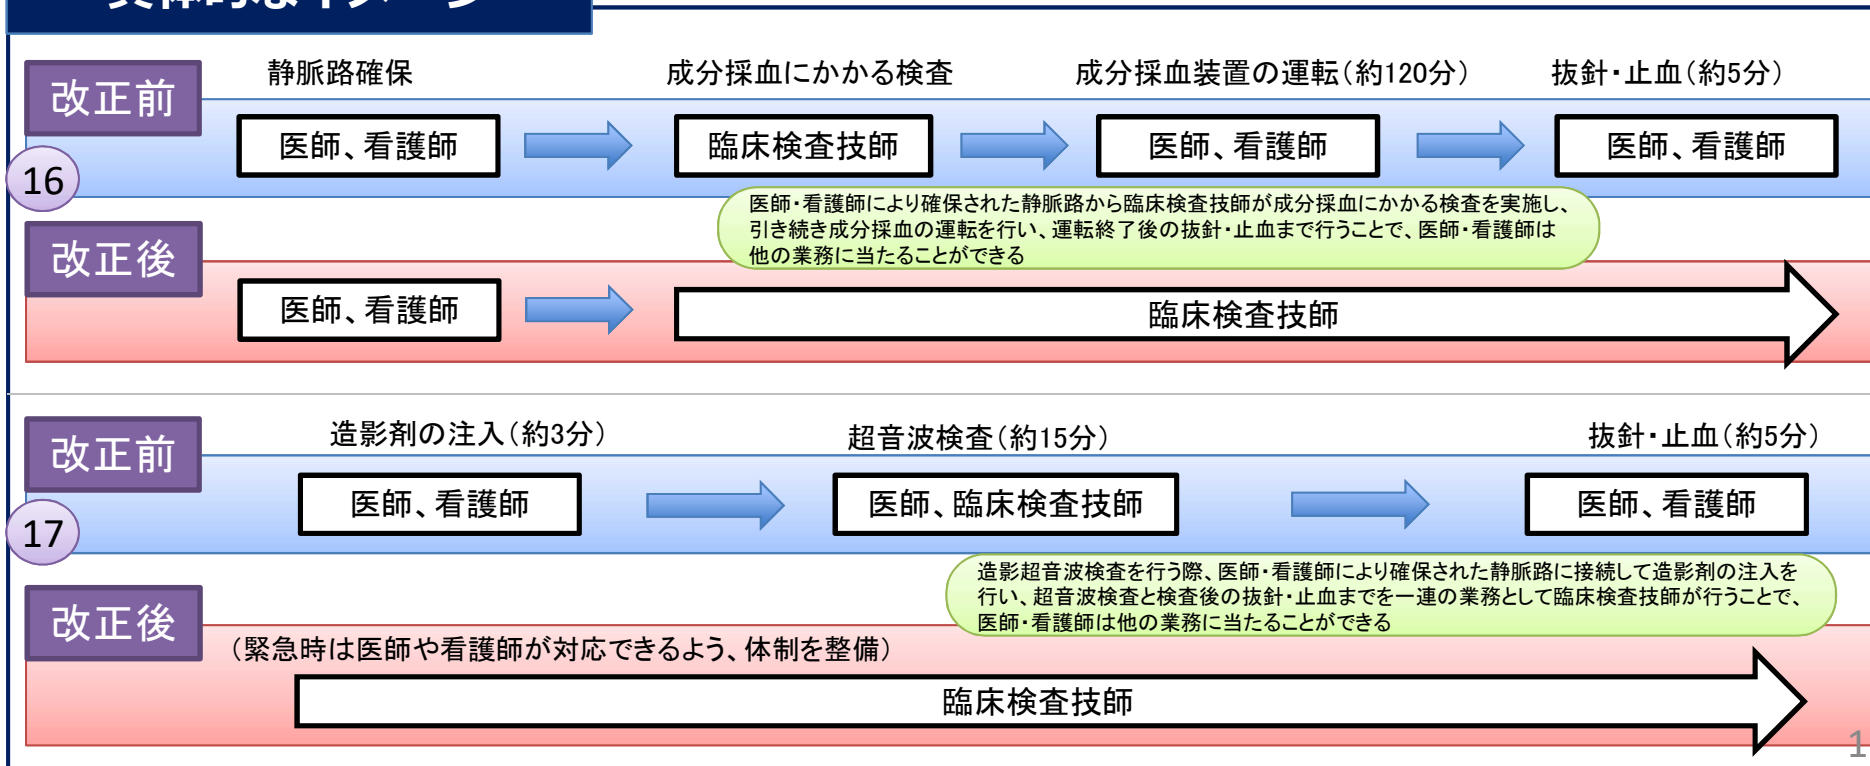 具体的なイメージ
改正前
静脈路確保
成分採血にかかる検査
成分採血装置の運転(約120分)
抜針・止血(約5分)
医師、看護師
臨床検査技師
医師、看護師
医師、看護師
16
医師・看護師により確保された静脈路から臨床検査技師が成分採血にかかる検査を実施し、
引き続き成分採血の運転を行い、運転終了後の抜針・止血まで行うことで、医師・看護師は
他の業務に当たることができる
改正後
医師、看護師
臨床検査技師
改正前
造影剤の注入(約3分)
超音波検査(約15分)
抜針・止血(約5分)
医師、看護師
医師、臨床検査技師
医師、看護師
17
造影超音波検査を行う際、医師・看護師により確保された静脈路に接続して造影剤の注入を
行い、超音波検査と検査後の抜針・止血までを一連の業務として臨床検査技師が行うことで、
医師・看護師は他の業務に当たることができる
改正後
(緊急時は医師や看護師が対応できるよう、体制を整備)
臨床検査技師